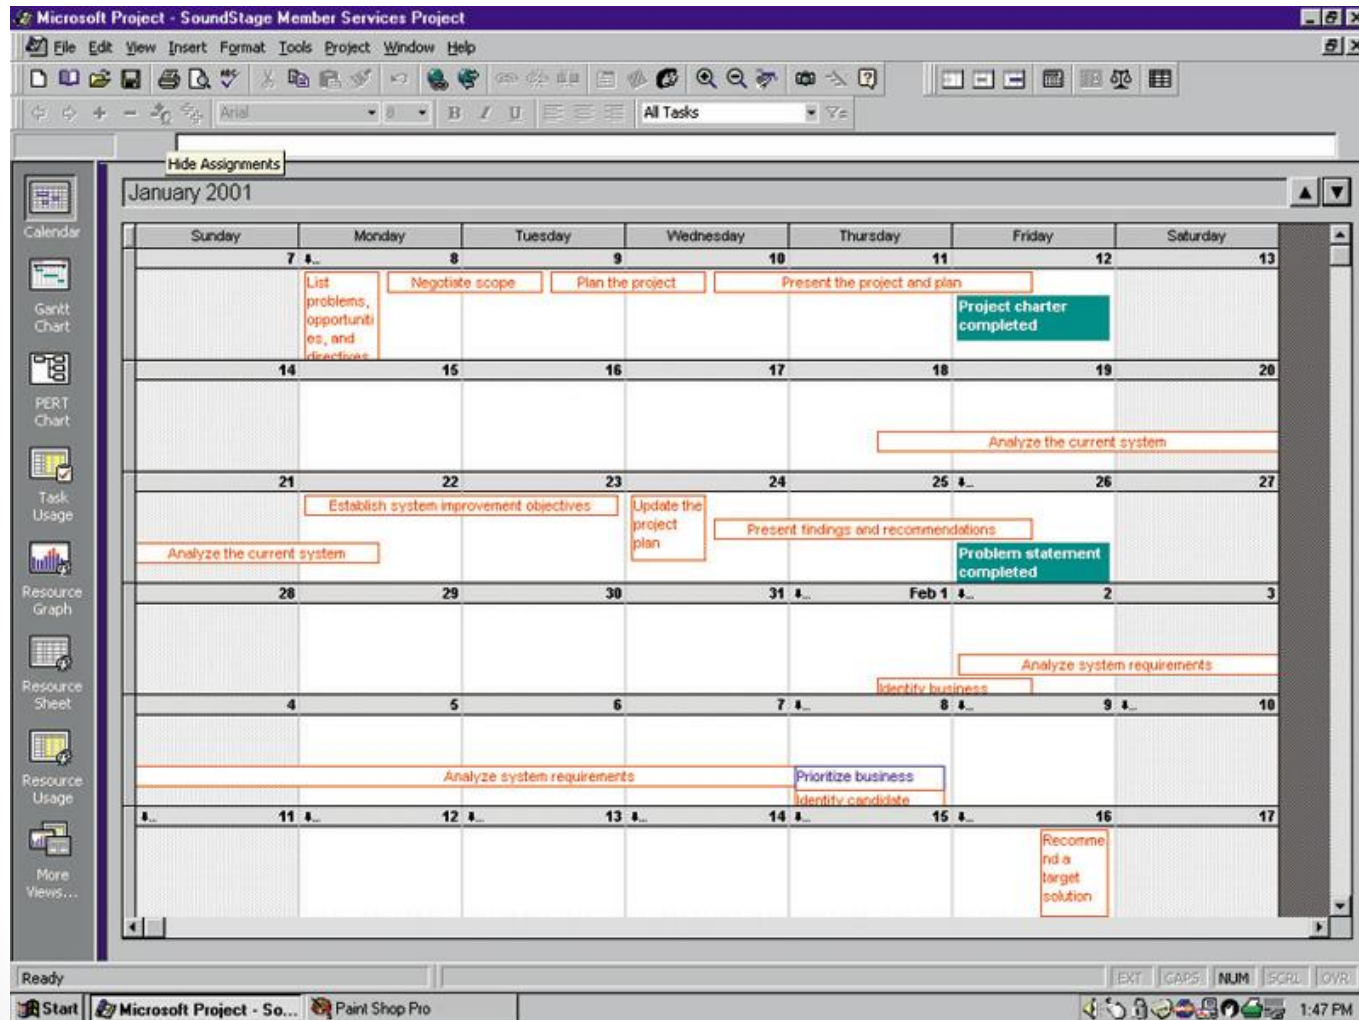 Microsoft Project - SoundStage Member Services Project
File Edit View Insert Format Tools Project Window Help
Arial 8 B I U All Tasks
Hide Assignments
January 2001
Calendar
Gantt
Chart
PERT
Chart
Task
Usage
Resource
Graph
Resource
Sheet
Resource
Usage
More
Views...
Sunday Monday Tuesday Wednesday Thursday Friday Saturday
7 8 9 10 11 12 13
List
problems,
opportuniti
es, and
directives
Negotiate scope
Plan the project
Present the project and plan
Project charter
completed
14 15 16 17 18 19 20
Analyze the current system
21 22 23 24 25 26 27
Establish system improvement objectives
Update the
project
plan
Present findings and recommendations
Analyze the current system
Problem statement
completed
28 29 30 31 Feb 1 2 3
Analyze system requirements
Identify business
4 5 6 7 8 9 10
Analyze system requirements
Prioritize business
Identify candidate
11 12 13 14 15 16 17
Recomme
nd a
target
solution
Ready
EXT CAPS NUM SCRL OVR
Start Microsoft Project - So... Paint Shop Pro 1:47 PM